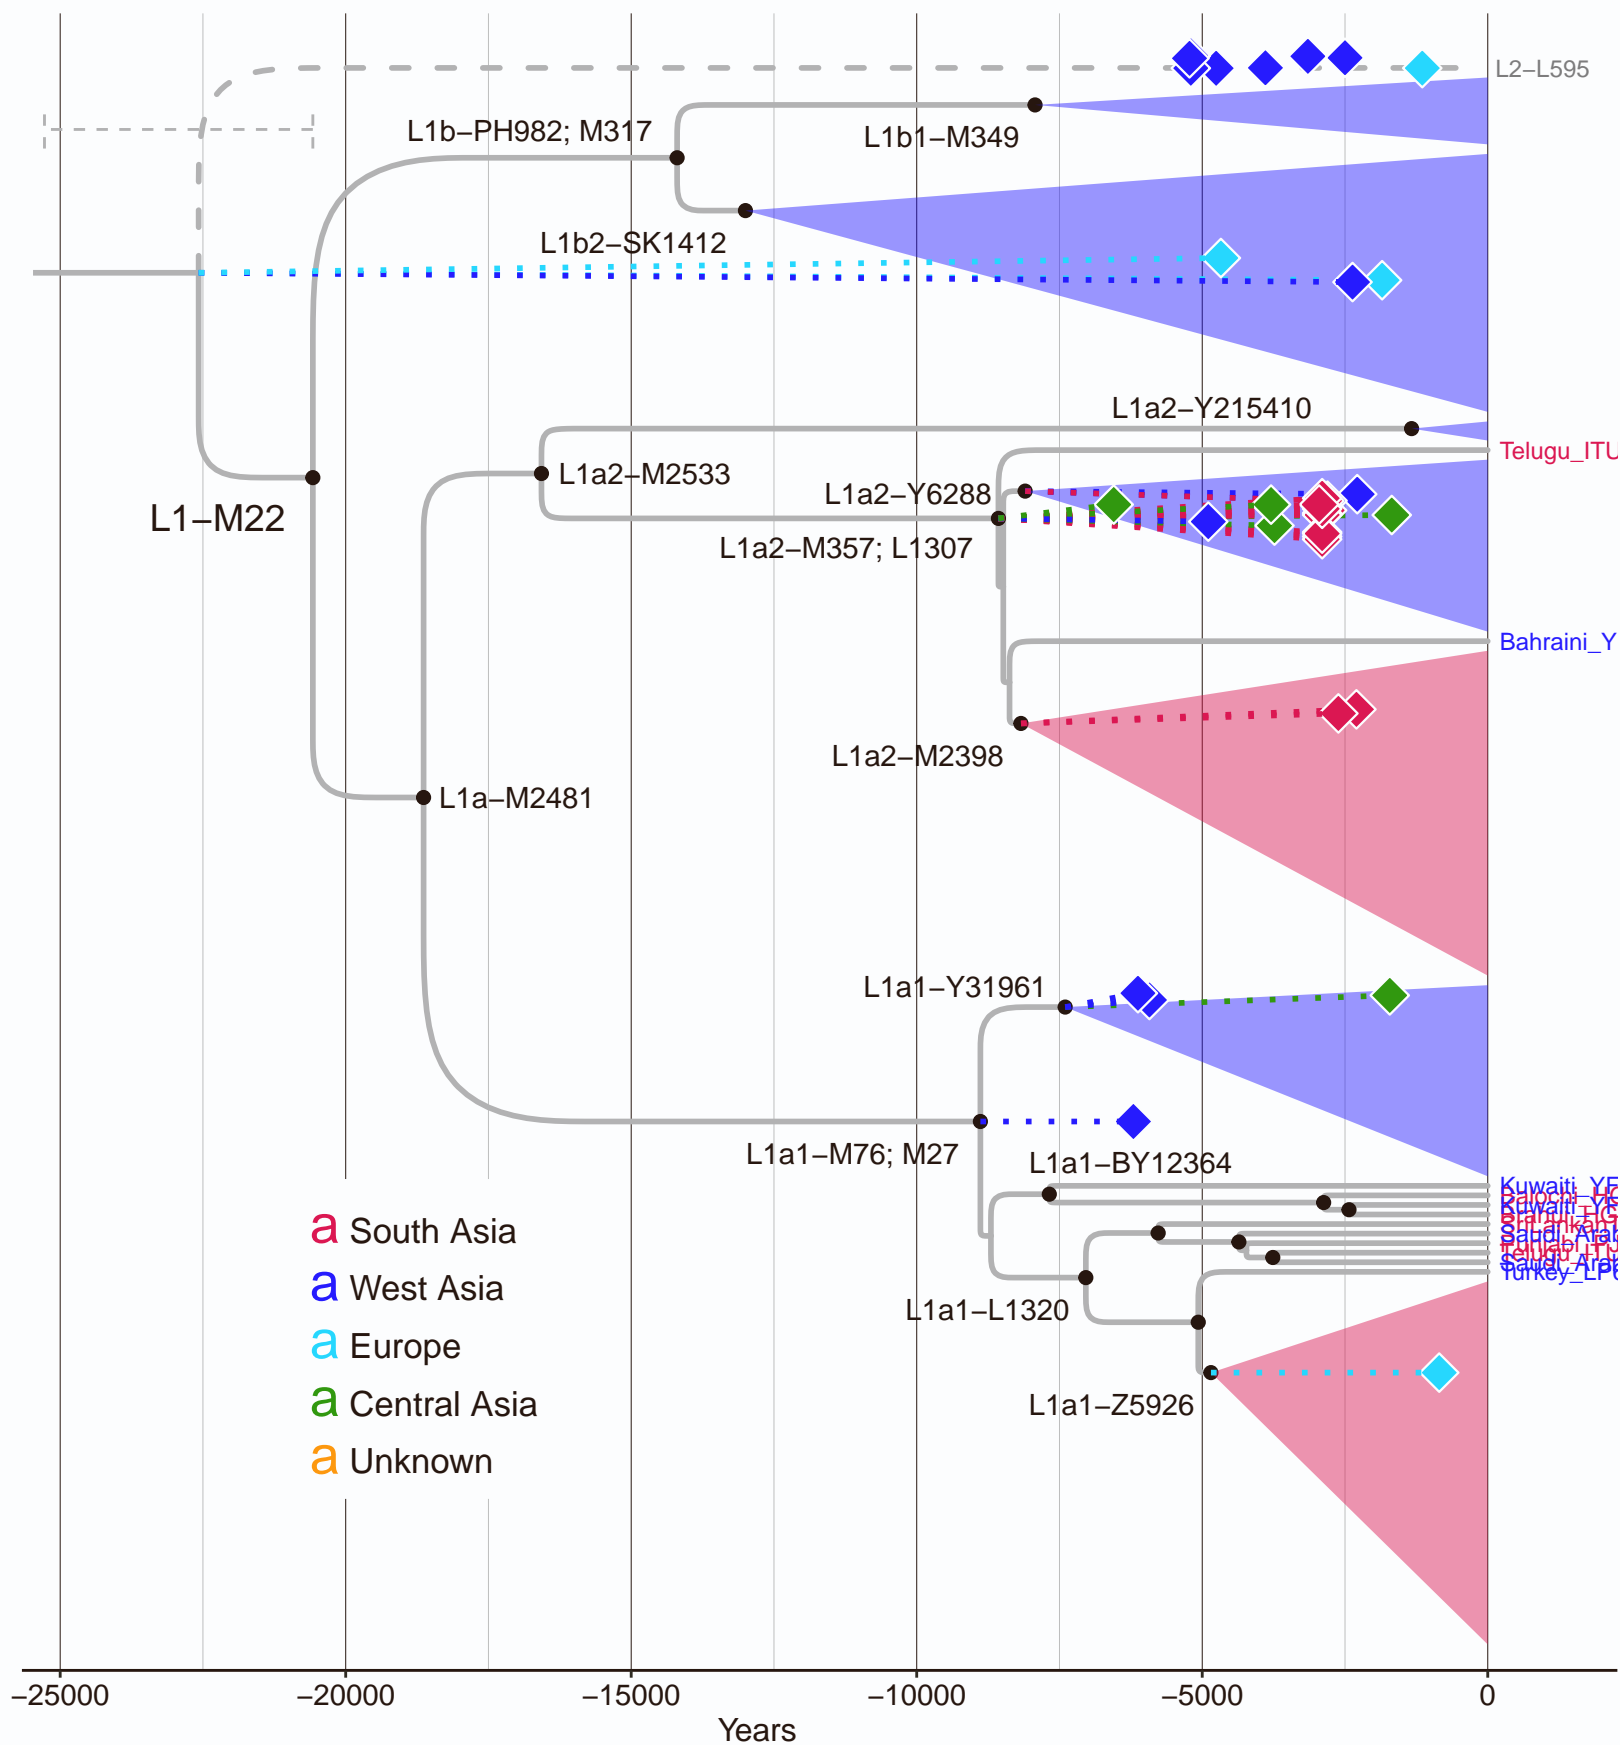 L2–L595
L1b–PH982; M317
L1b1–M349
L1b2–SK1412
L1a2–Y215410
Telugu_ITU
L1a2–M2533
L1a2–Y6288
L1–M22
L1a2–M357; L1307
Bahraini_Y
L1a2–M2398
L1a–M2481
L1a1–Y31961
L1a1–M76; M27
L1a1–BY12364
Kuwaiti_YF
a South Asia
a West Asia
L1a1–L1320
a Europe
a Central Asia
L1a1–Z5926
a Unknown
–25000 –20000 –15000 –10000 –5000 0
Years